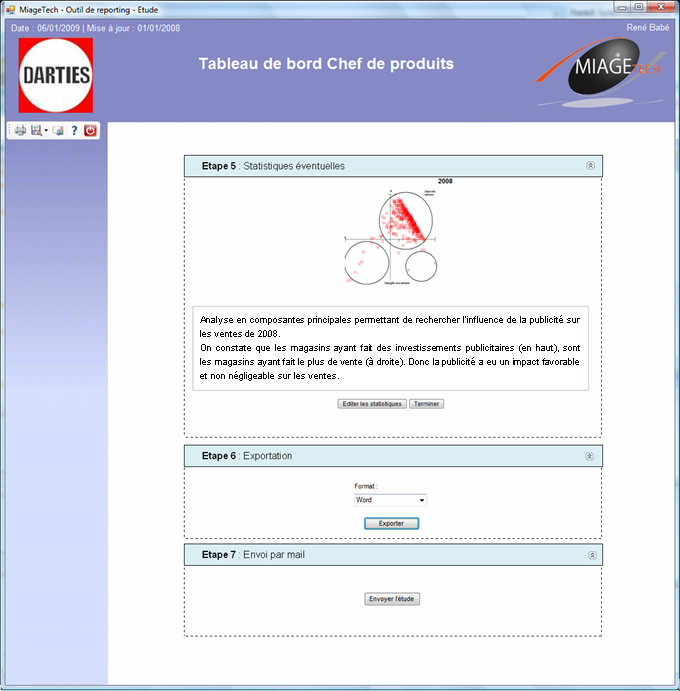 MiageTech - Outil de reporting - Etude
Date : 06/01/2009 | Mise à jour : 01/01/2008
René Babé
DARTIES
Tableau de bord Chef de produits
MIAGETECH
Etape 5 : Statistiques éventuelles
2008
Analyse en composantes principales permettant de rechercher l'influence de la publicité sur
les ventes de 2008.
On constate que les magasins ayant fait des investissements publicitaires (en haut), sont
les magasins ayant fait le plus de vente (à droite). Donc la publicité a eu un impact favorable
et non négligeable sur les ventes.
Editer les statistiques
Terminer
Etape 6 : Exportation
Format :
Word
Exporter
Etape 7 : Envoi par mail
Envoyer l'étude